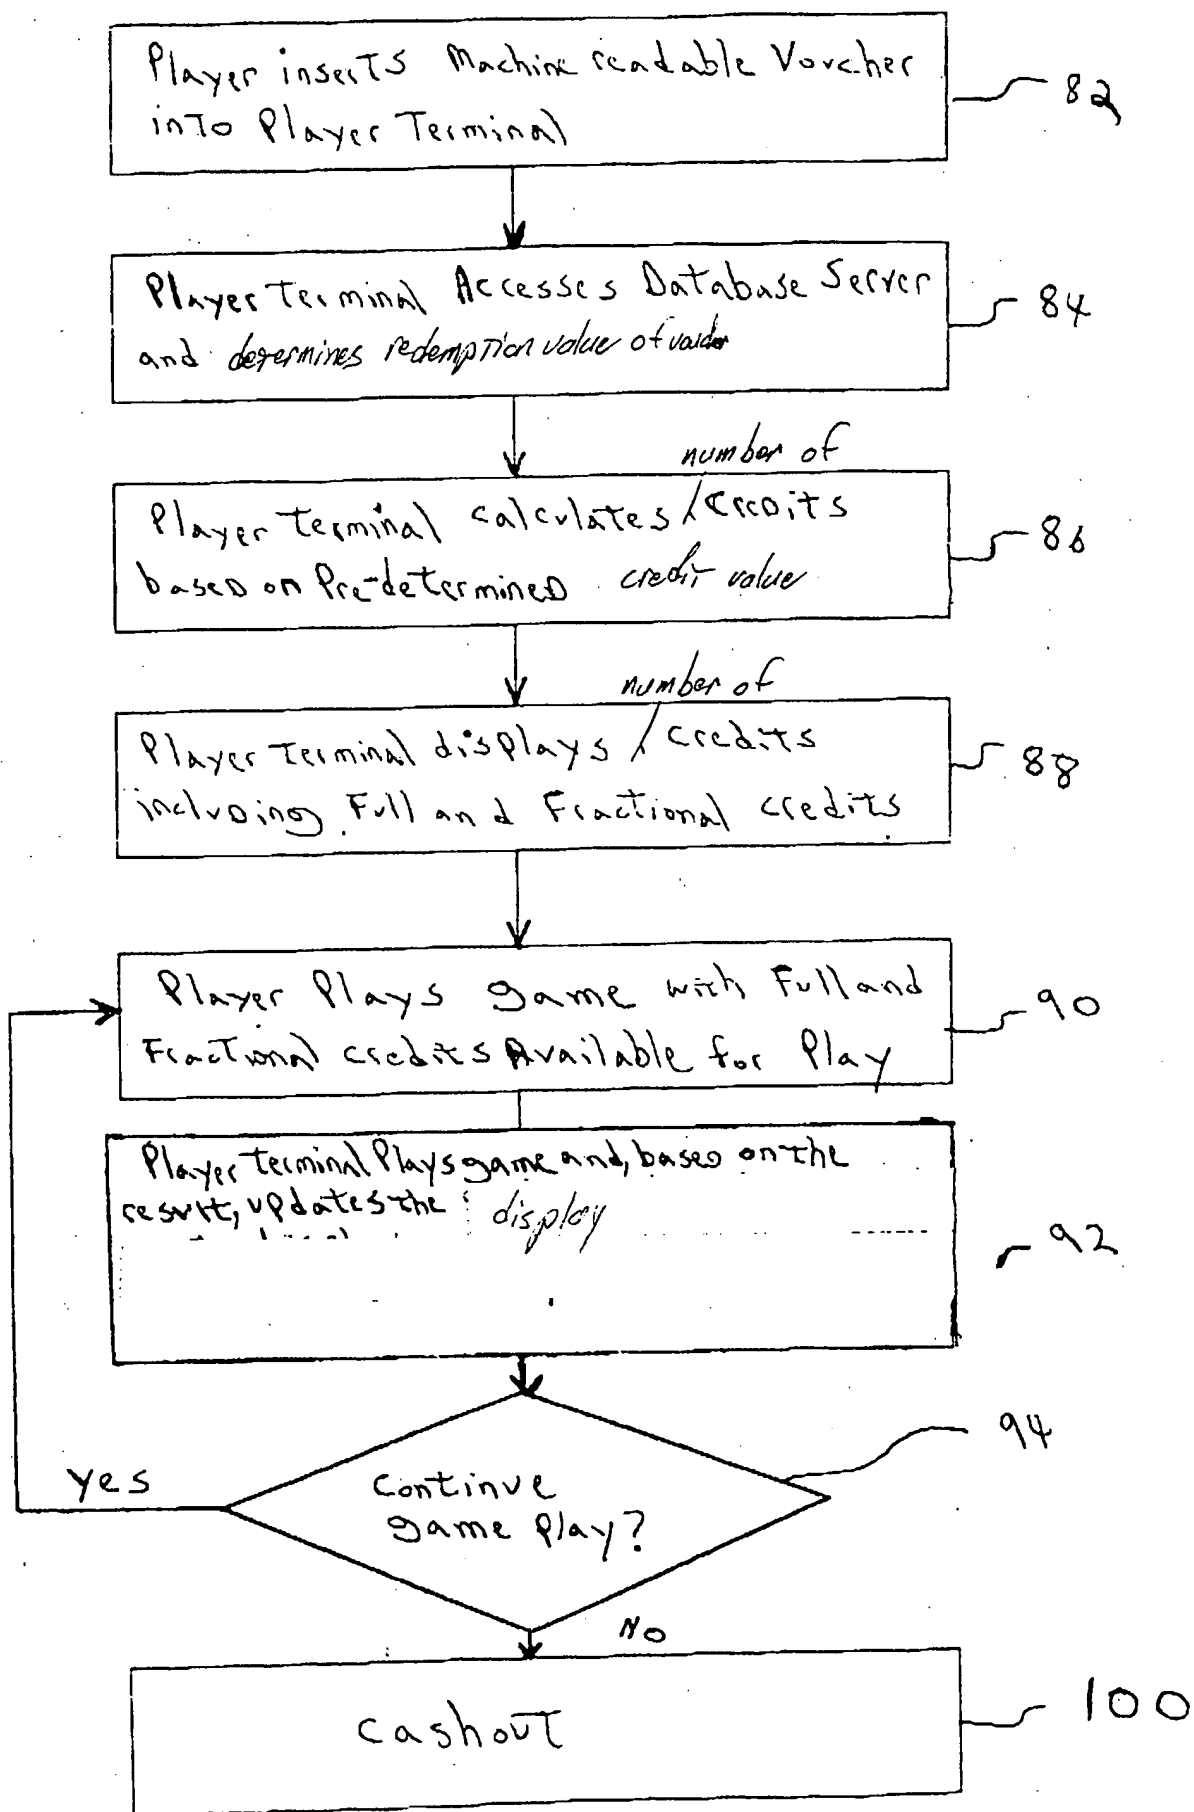 Player inserts Machine readable Voucher
into Player Terminal
82
Player Terminal Accesses Database Server
and determines redemption value of
84
number of
Player Terminal calculates / Credits
based on Pre-determined credit value
86
number of
Player Terminal displays / credits
including Full and Fractional credits
88
Player Plays game with Full and
Fractional credits Available for Play
90
Player Terminal Plays game and, based on the
result, updates the display
92
94
yes
Continue
game Play?
No
Cashout
100